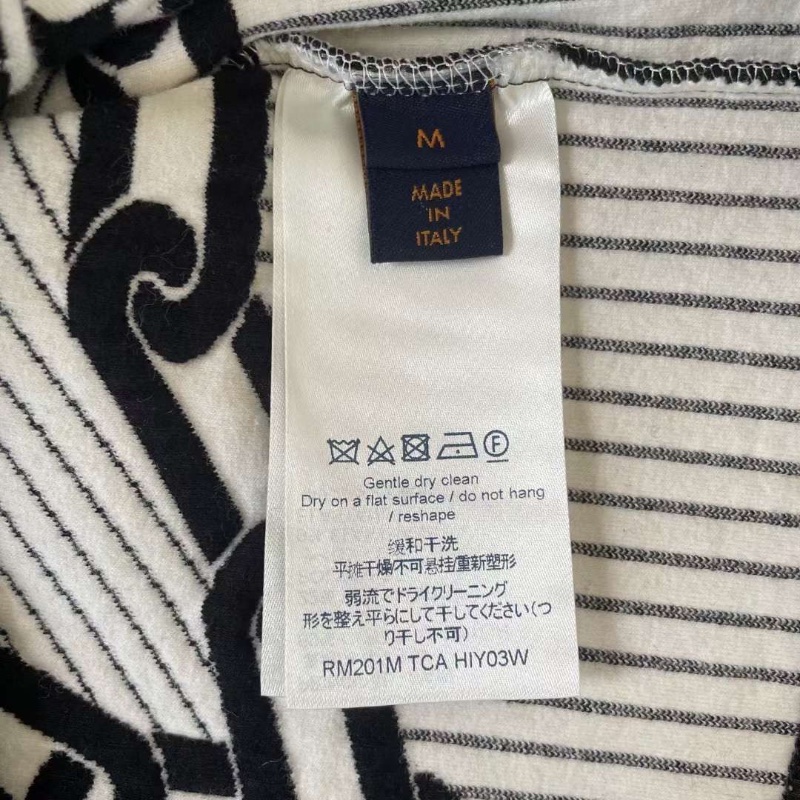 M
MADE
IN
ITALY
F
Gentle dry clean
Dry on a flat surface / do not hang
/ reshape
缓和干洗
平摊干燥/不可悬挂/重新塑形
弱流でドライクリーニング
形を整え平らにして干してください(つ
り干し不可)
RM201M TCA HIY03W